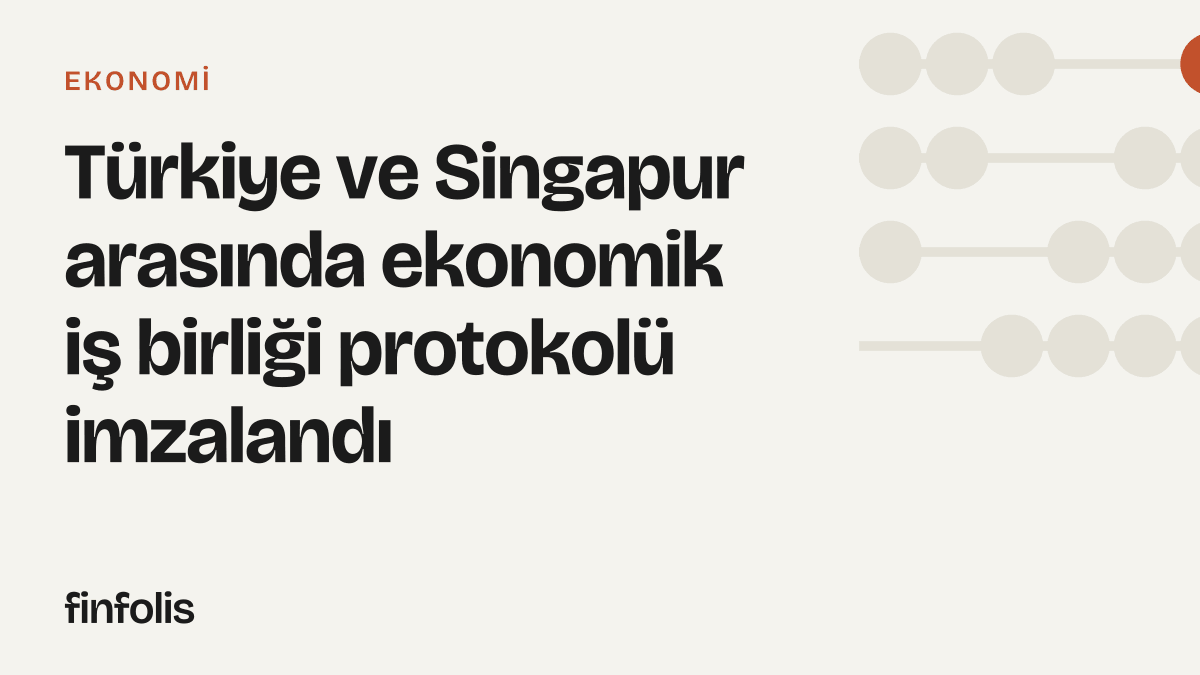 EKONOMİ
Türkiye ve Singapur
arasında ekonomik
iş birliği protokolü
imzalandı
finfolis